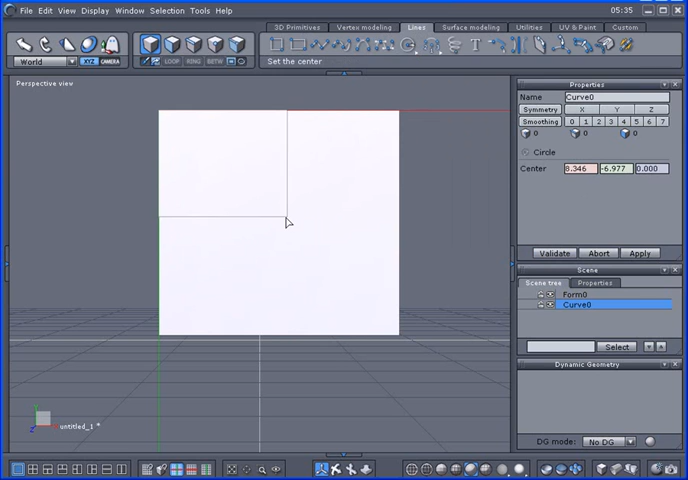 File Edit View Display Window Selection Tools Help
05:35
3D Primitives Vertex modeling Lines Surface modeling Utilities UV & Paint Custom
World XYZ CAMERA
LOOP RING BETW
Set the center
Perspective view
Properties
Name Curve0
Symmetry X Y Z
Smoothing 0 1 2 3 4 5 6 7
0 0 0
Circle
Center 8.346 -6.977 0.000
Validate Abort Apply
Scene
Scene tree Properties
Form0
Curve0
Select
Dynamic Geometry
untitled_1 *
DG mode: No DG